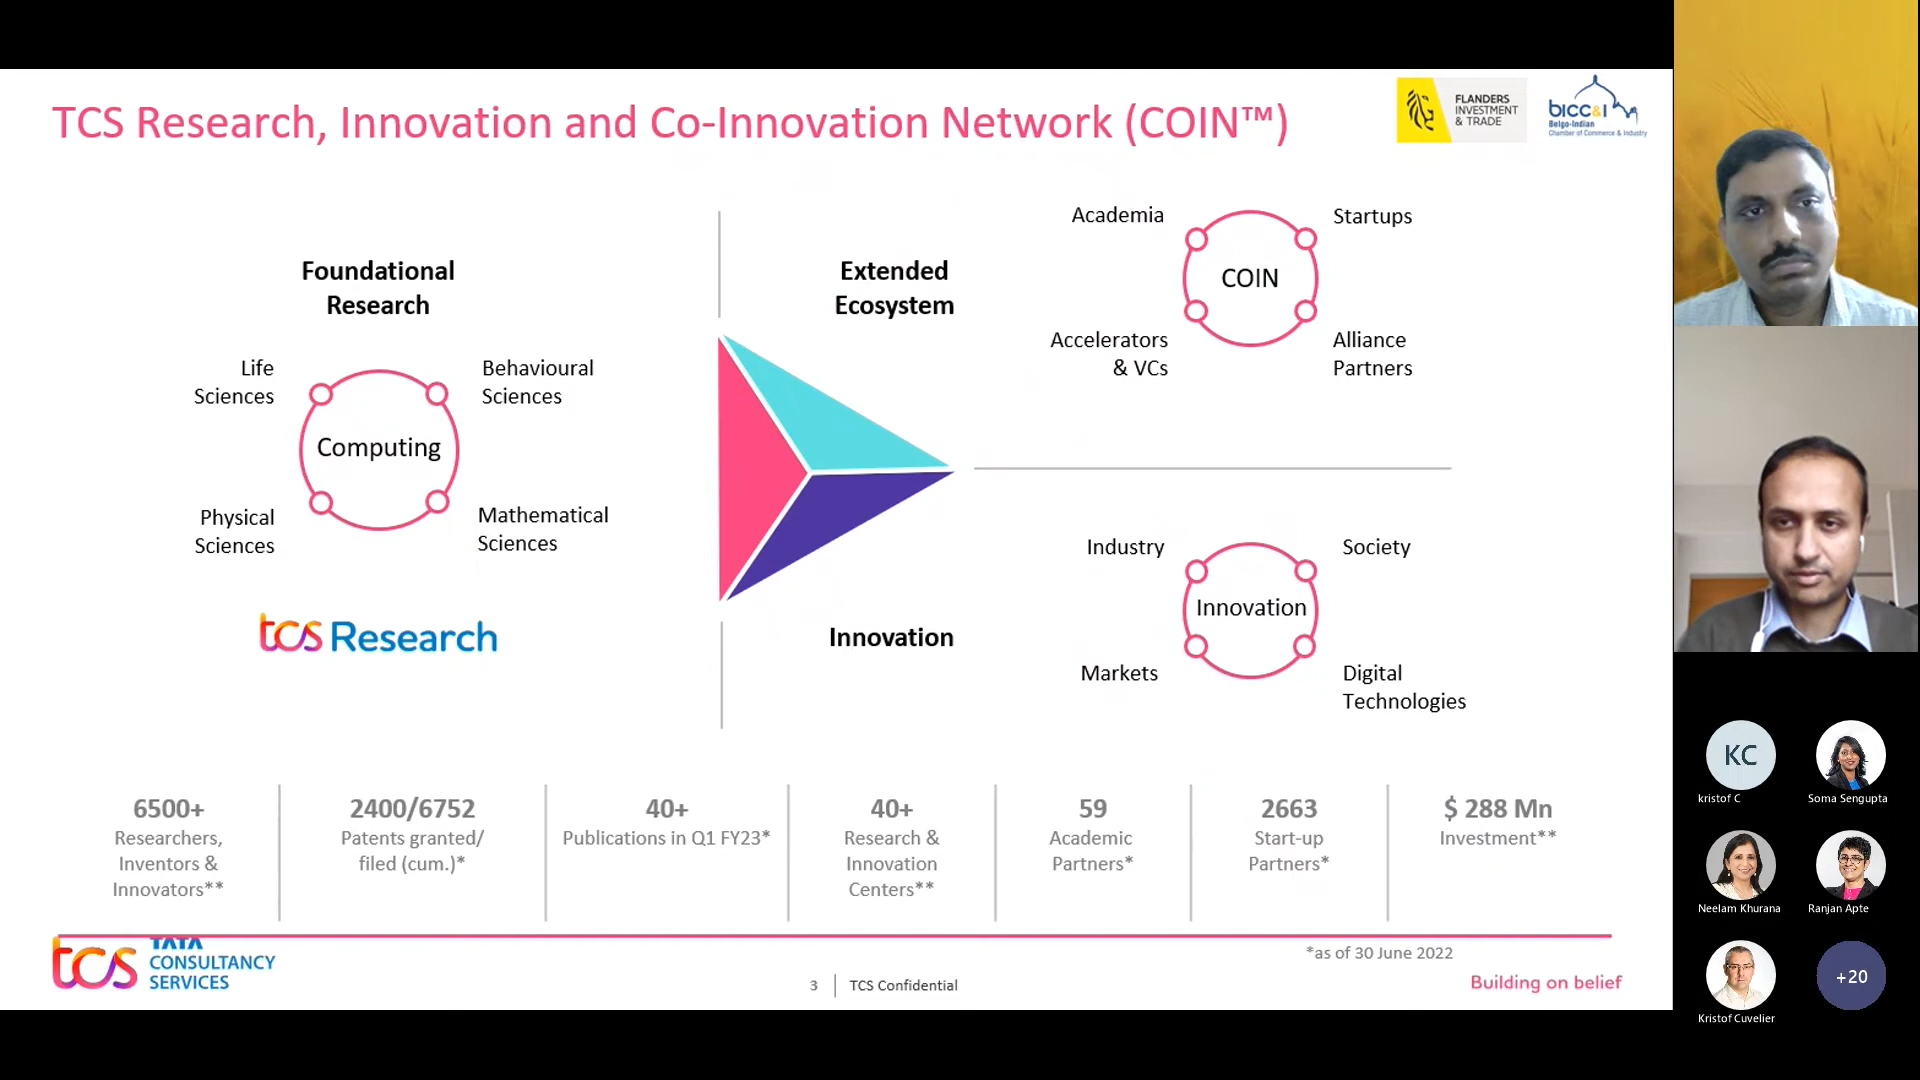 TCS Research, Innovation and Co-Innovation Network (COIN™)
FLANDERS
INVESTMENT
& TRADE
bicc&i
Belgo-Indian
Chamber of Commerce & Industry
Foundational
Research
Life
Sciences
Behavioural
Sciences
Computing
Physical
Sciences
Mathematical
Sciences
tcs Research
Extended
Ecosystem
Academia
Startups
COIN
Accelerators
& VCs
Alliance
Partners
Innovation
Industry
Society
Innovation
Markets
Digital
Technologies
6500+
Researchers,
Inventors &
Innovators**
2400/6752
Patents granted/
filed (cum.)*
40+
Publications in Q1 FY23*
40+
Research &
Innovation
Centers**
59
Academic
Partners*
2663
Start-up
Partners*
$ 288 Mn
Investment**
*as of 30 June 2022
tcs
TATA
CONSULTANCY
SERVICES
3
TCS Confidential
Building on belief
KC
kristof C
Soma Sengupta
Neelam Khurana
Ranjan Apte
Kristof Cuvelier
+20